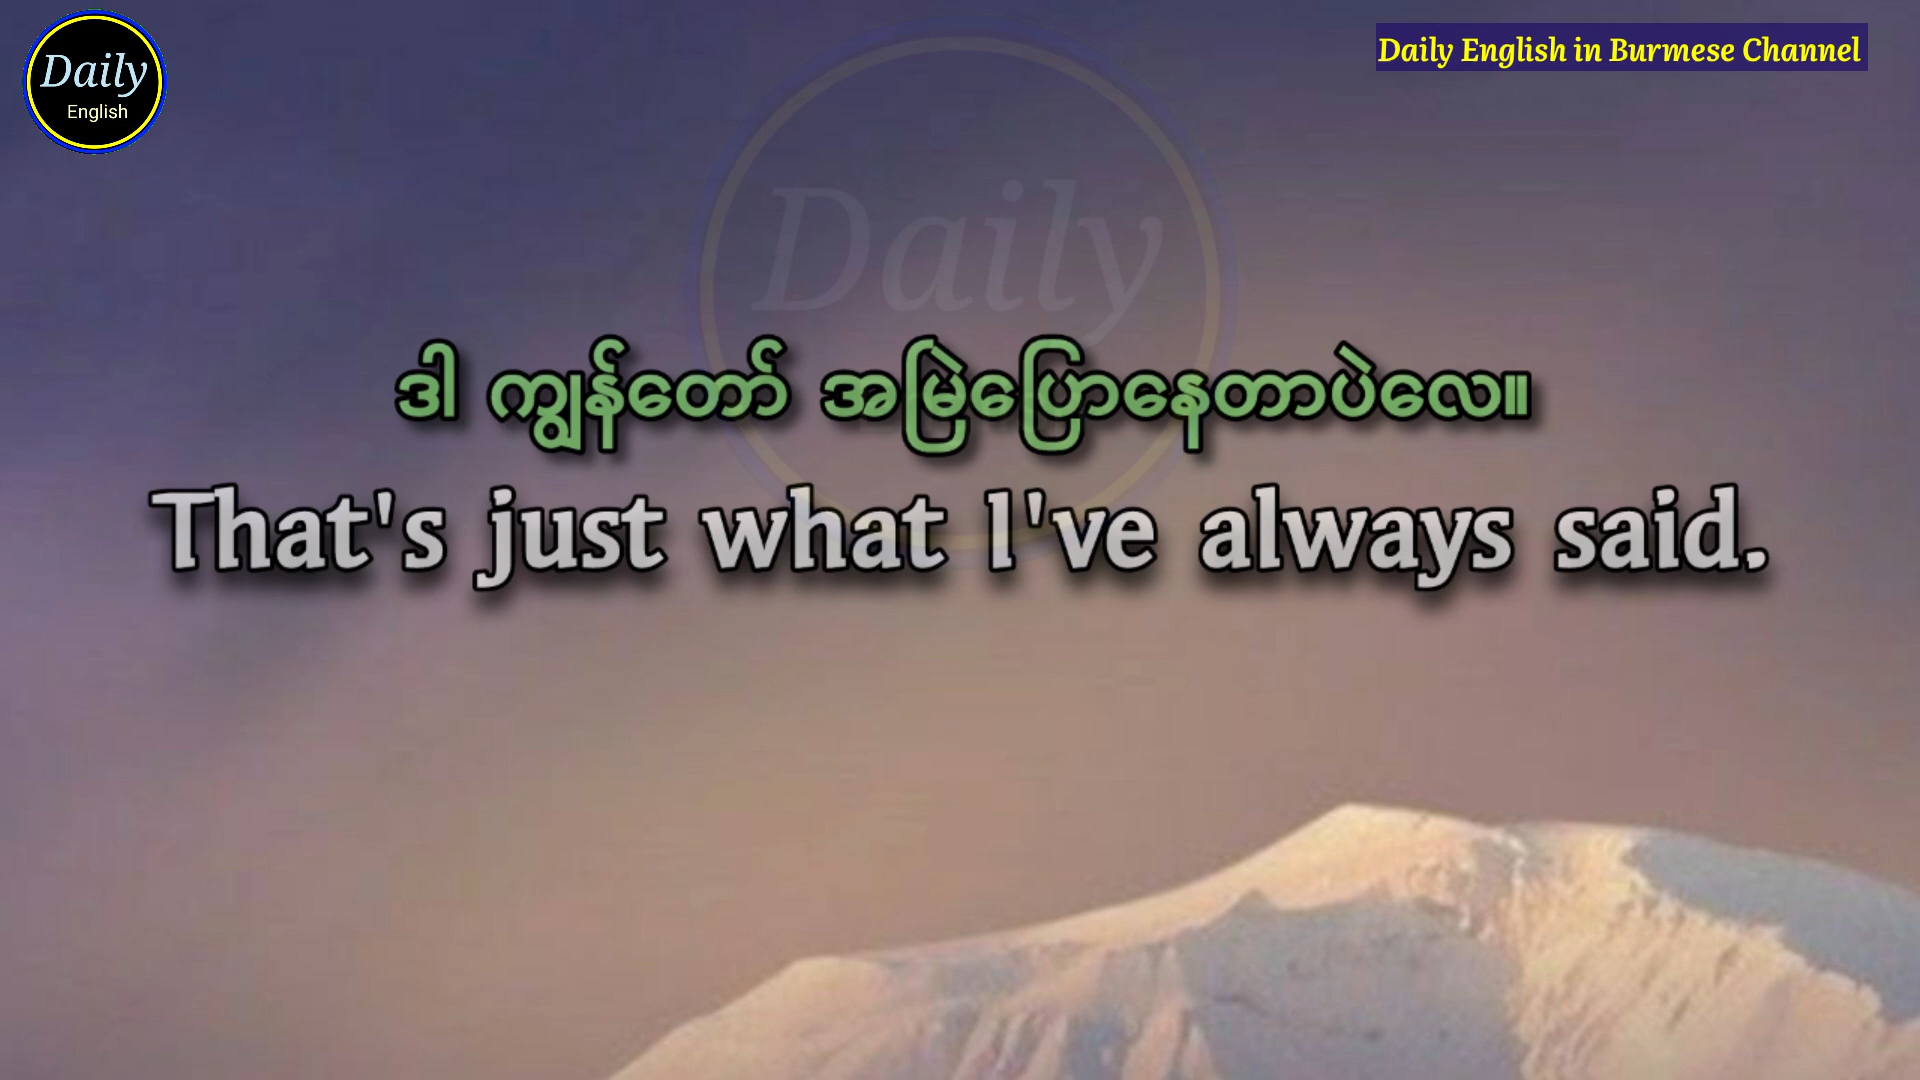 Daily
English
Daily English in Burmese Channel
Daily
ဒါ ကျွန်တော် အမြဲပြောနေတာပဲလေ။
That's just what I've always said.